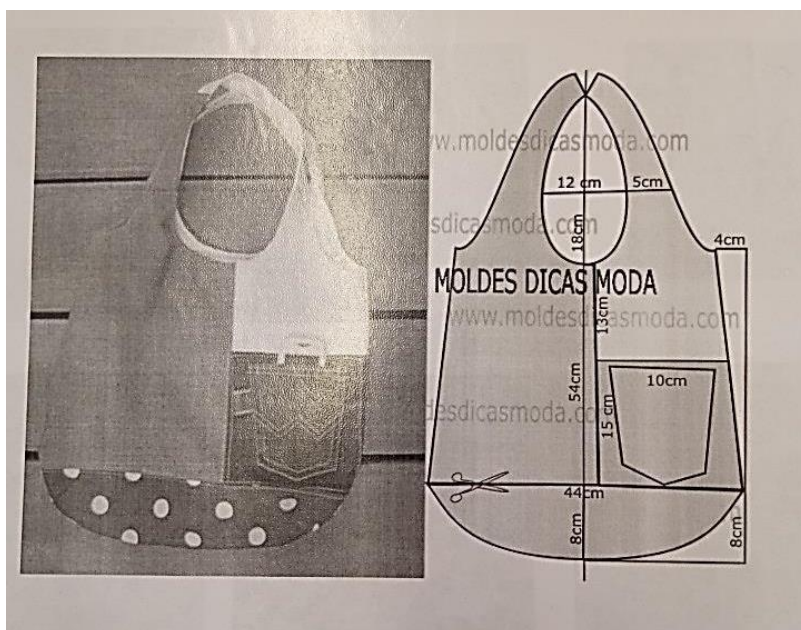 www.moldesdicasmoda.com
12 cm
5cm
18cm
sdicasmoda.com
4cm
MOLDES DICAS MODA
www.moldesdicasmoda.com
13cm
54cm
10cm
desdicasmoda.co
15 cm
44cm
8cm
8cm